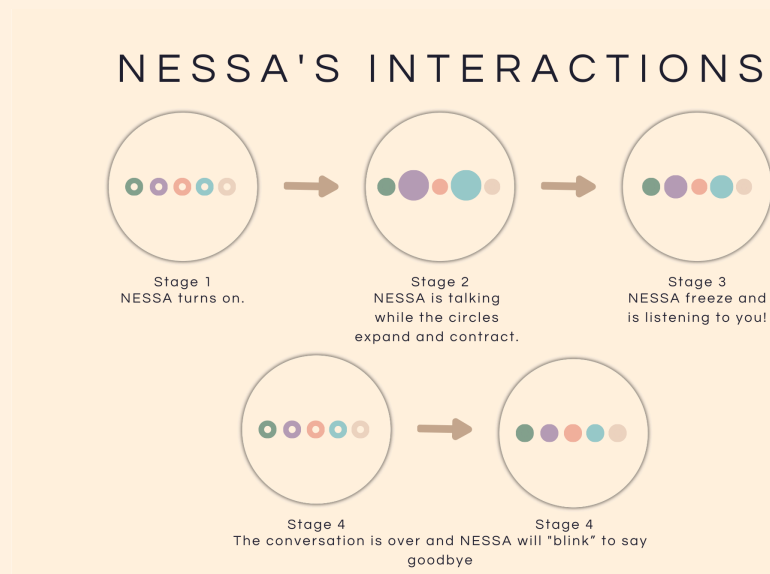 NESSA'S INTERACTIONS
Stage 1
NESSA turns on.
Stage 2
NESSA is talking
while the circles
expand and contract.
Stage 3
NESSA freeze and
is listening to you!
Stage 4
Stage 4
The conversation is over and NESSA will "blink” to say
goodbye